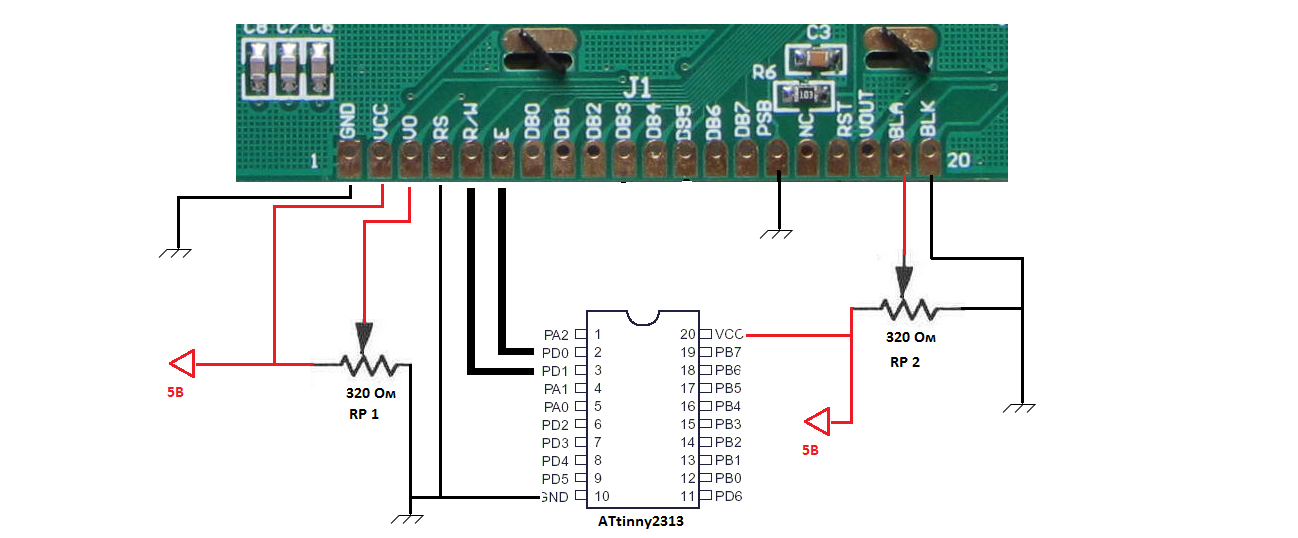 C8 C7 C6
C3
R6
103
J1
GND VCC VO RS R/W E DB0 DB1 DB2 DB3 DB4 DB5 DB6 DB7 PSB NC RST VOUT BLA BLK
1
20
320 Ом
RP 2
5В
320 Ом
RP 1
5В
PA2 1 20 VCC
PD0 2 19 PB7
PD1 3 18 PB6
PA1 4 17 PB5
PA0 5 16 PB4
PD2 6 15 PB3
PD3 7 14 PB2
PD4 8 13 PB1
PD5 9 12 PB0
GND 10 11 PD6
ATtinny2313